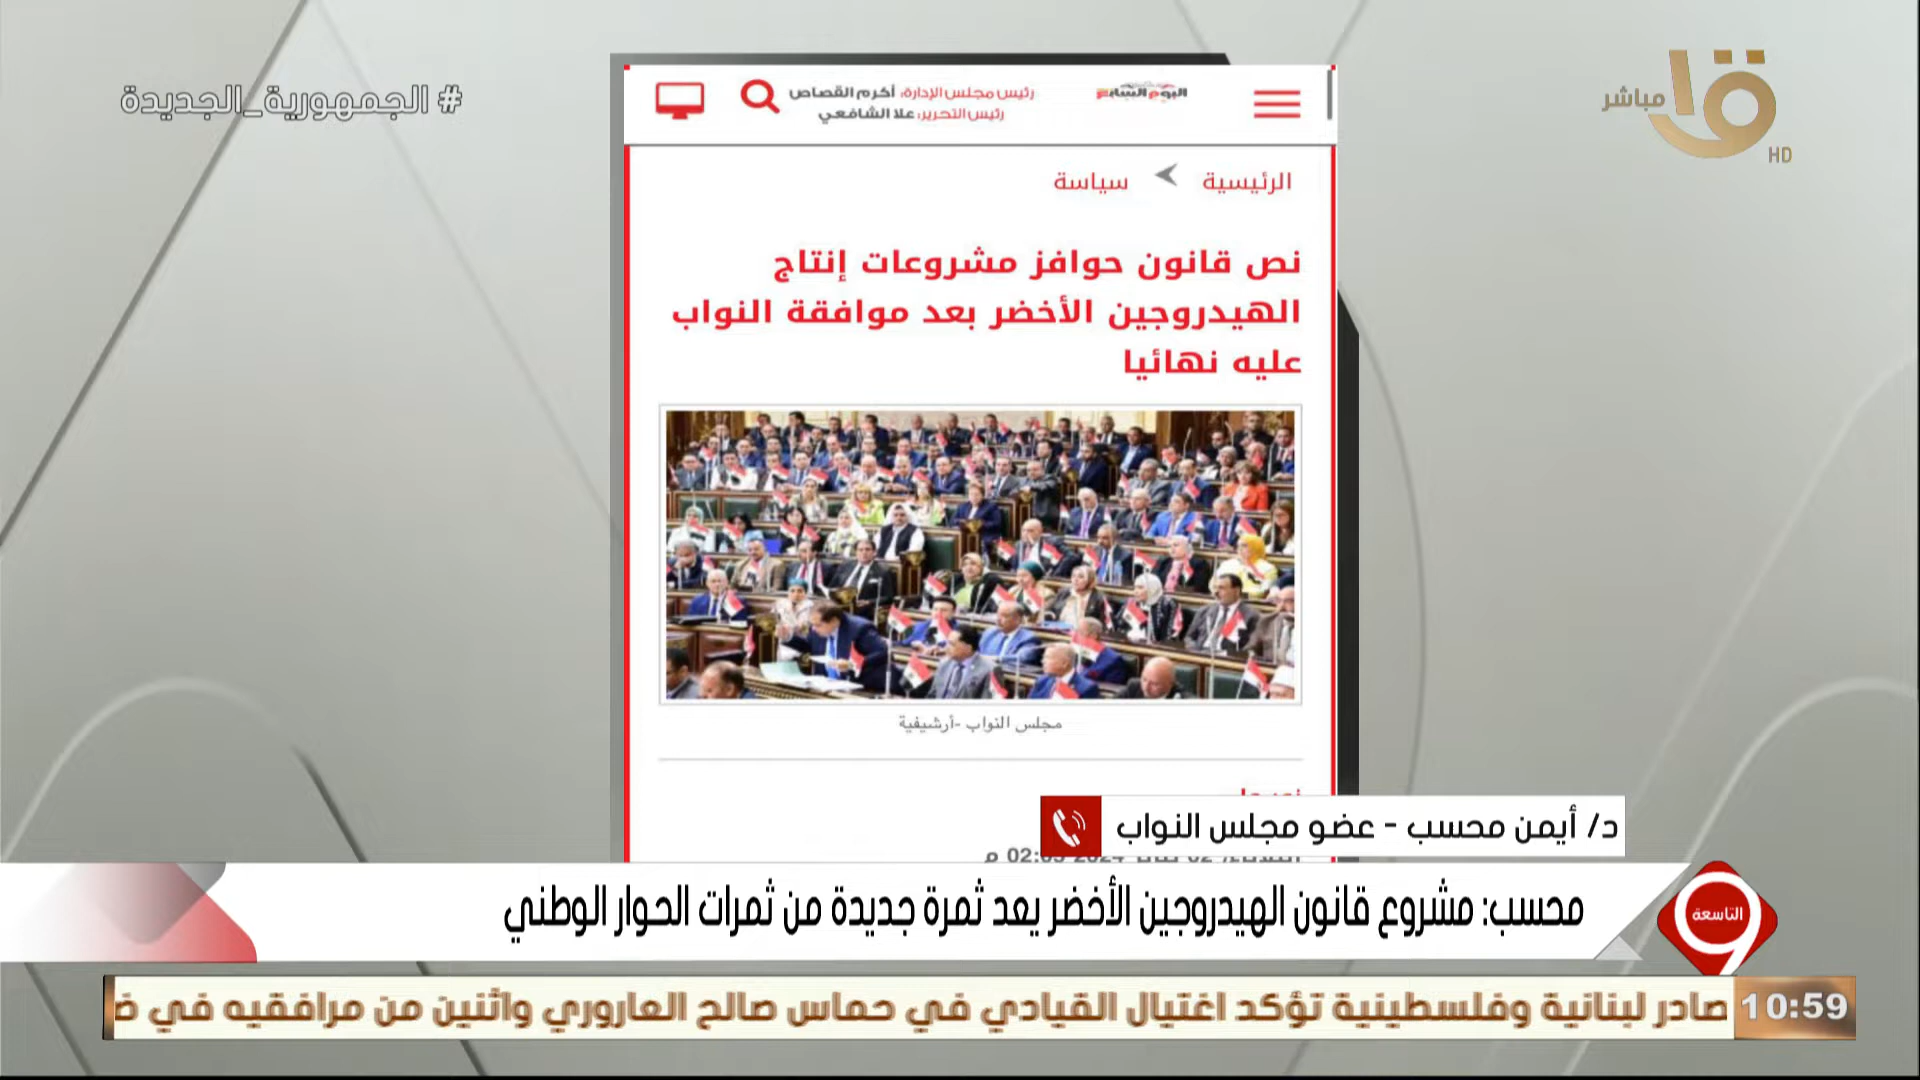 # الجمهورية_الجديدة
مباشر
HD
اليوم السابع
رئيس مجلس الإدارة: أكرم القصاص
رئيس التحرير: علا الشافعي
الرئيسية
سياسة
نص قانون حوافز مشروعات إنتاج
الهيدروجين الأخضر بعد موافقة النواب
عليه نهائيا
مجلس النواب -أرشيفية
د/ أيمن محسب - عضو مجلس النواب
محسب: مشروع قانون الهيدروجين الأخضر يعد ثمرة جديدة من ثمرات الحوار الوطني
التاسعة
9
صادر لبنانية وفلسطينية تؤكد اغتيال القيادي في حماس صالح العاروري واثنين من مرافقيه في
10:59